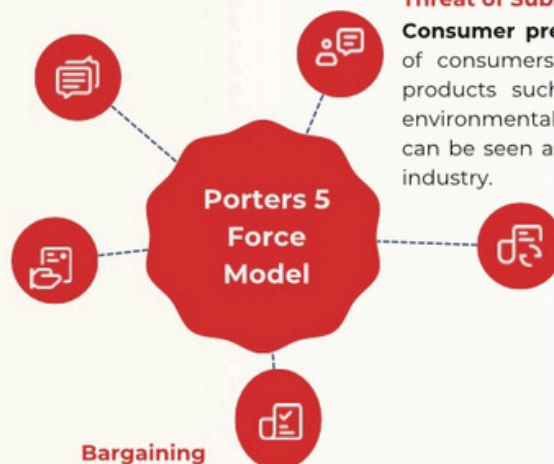 Consumer pre
of consumers
products such
environmental
can be seen a
industry.
Porters 5
Force
Model
Bargaining